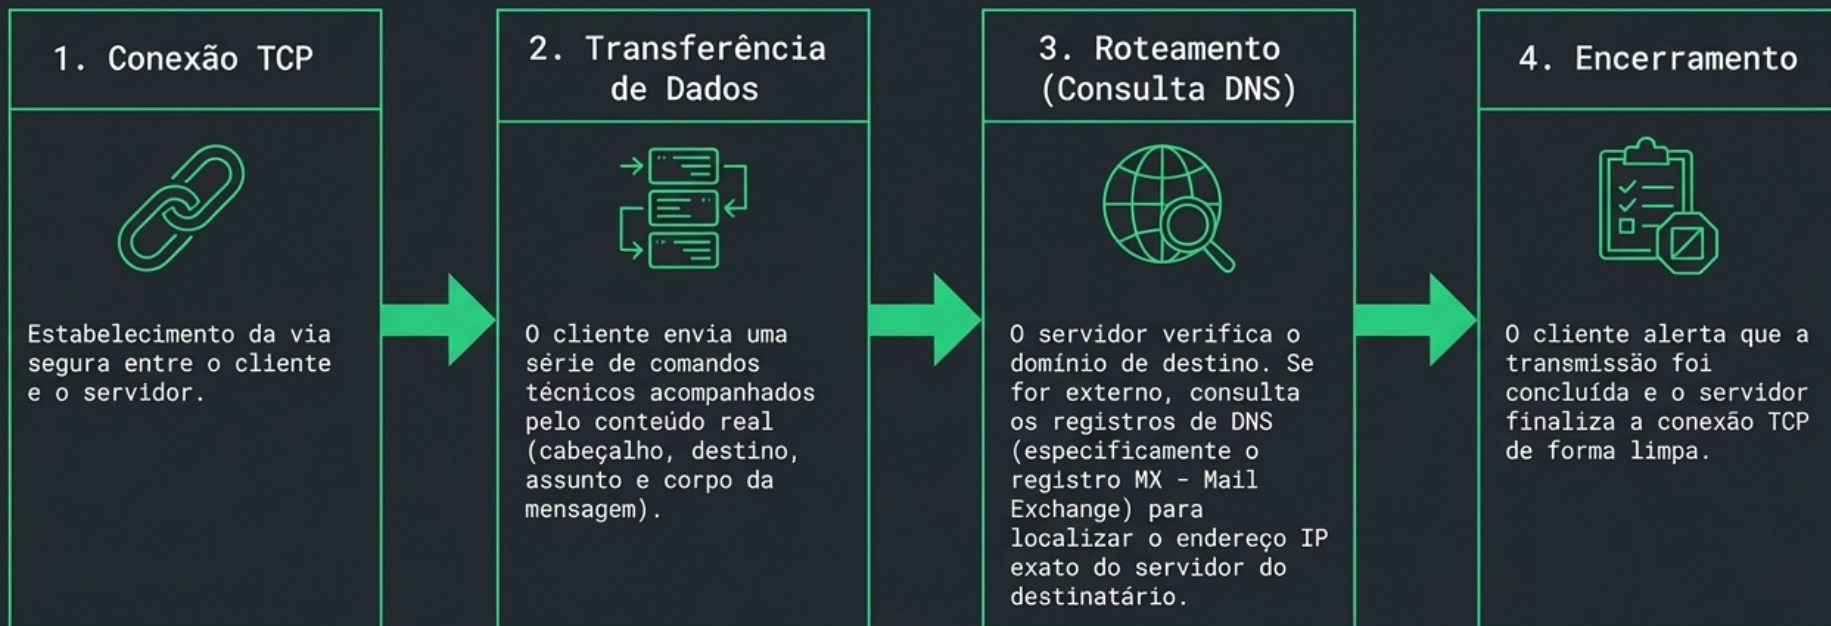 1. Conexão TCP
Estabelecimento da via
segura entre o cliente
e o servidor.
2. Transferência
de Dados
O cliente envia uma
série de comandos
técnicos acompanhados
pelo conteúdo real
(cabeçalho, destino,
assunto e corpo da
mensagem).
3. Roteamento
(Consulta DNS)
O servidor verifica o
domínio de destino. Se
for externo, consulta
os registros de DNS
(especificamente o
registro MX - Mail
Exchange) para
localizar o endereço IP
exato do servidor do
destinatário.
4. Encerramento
O cliente alerta que a
transmissão foi
concluída e o servidor
finaliza a conexão TCP
de forma limpa.